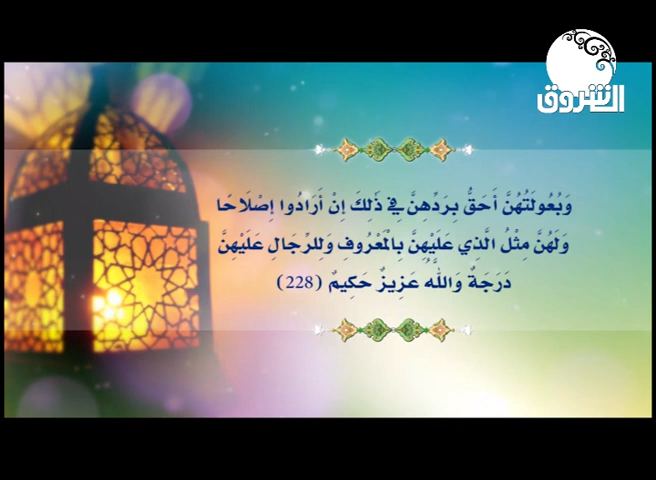 الشروق
وَبُعُولَتُهُنَّ أَحَقُّ بِرَدِّهِنَّ فِي ذَلِكَ إِنْ أَرَادُوا إِصْلَاحًا
وَلَهُنَّ مِثْلُ الَّذِي عَلَيْهِنَّ بِالْمَعْرُوفِ وَلِلرِّجَالِ عَلَيْهِنَّ
دَرَجَةٌ وَاللَّهُ عَزِيزٌ حَكِيمٌ (228)